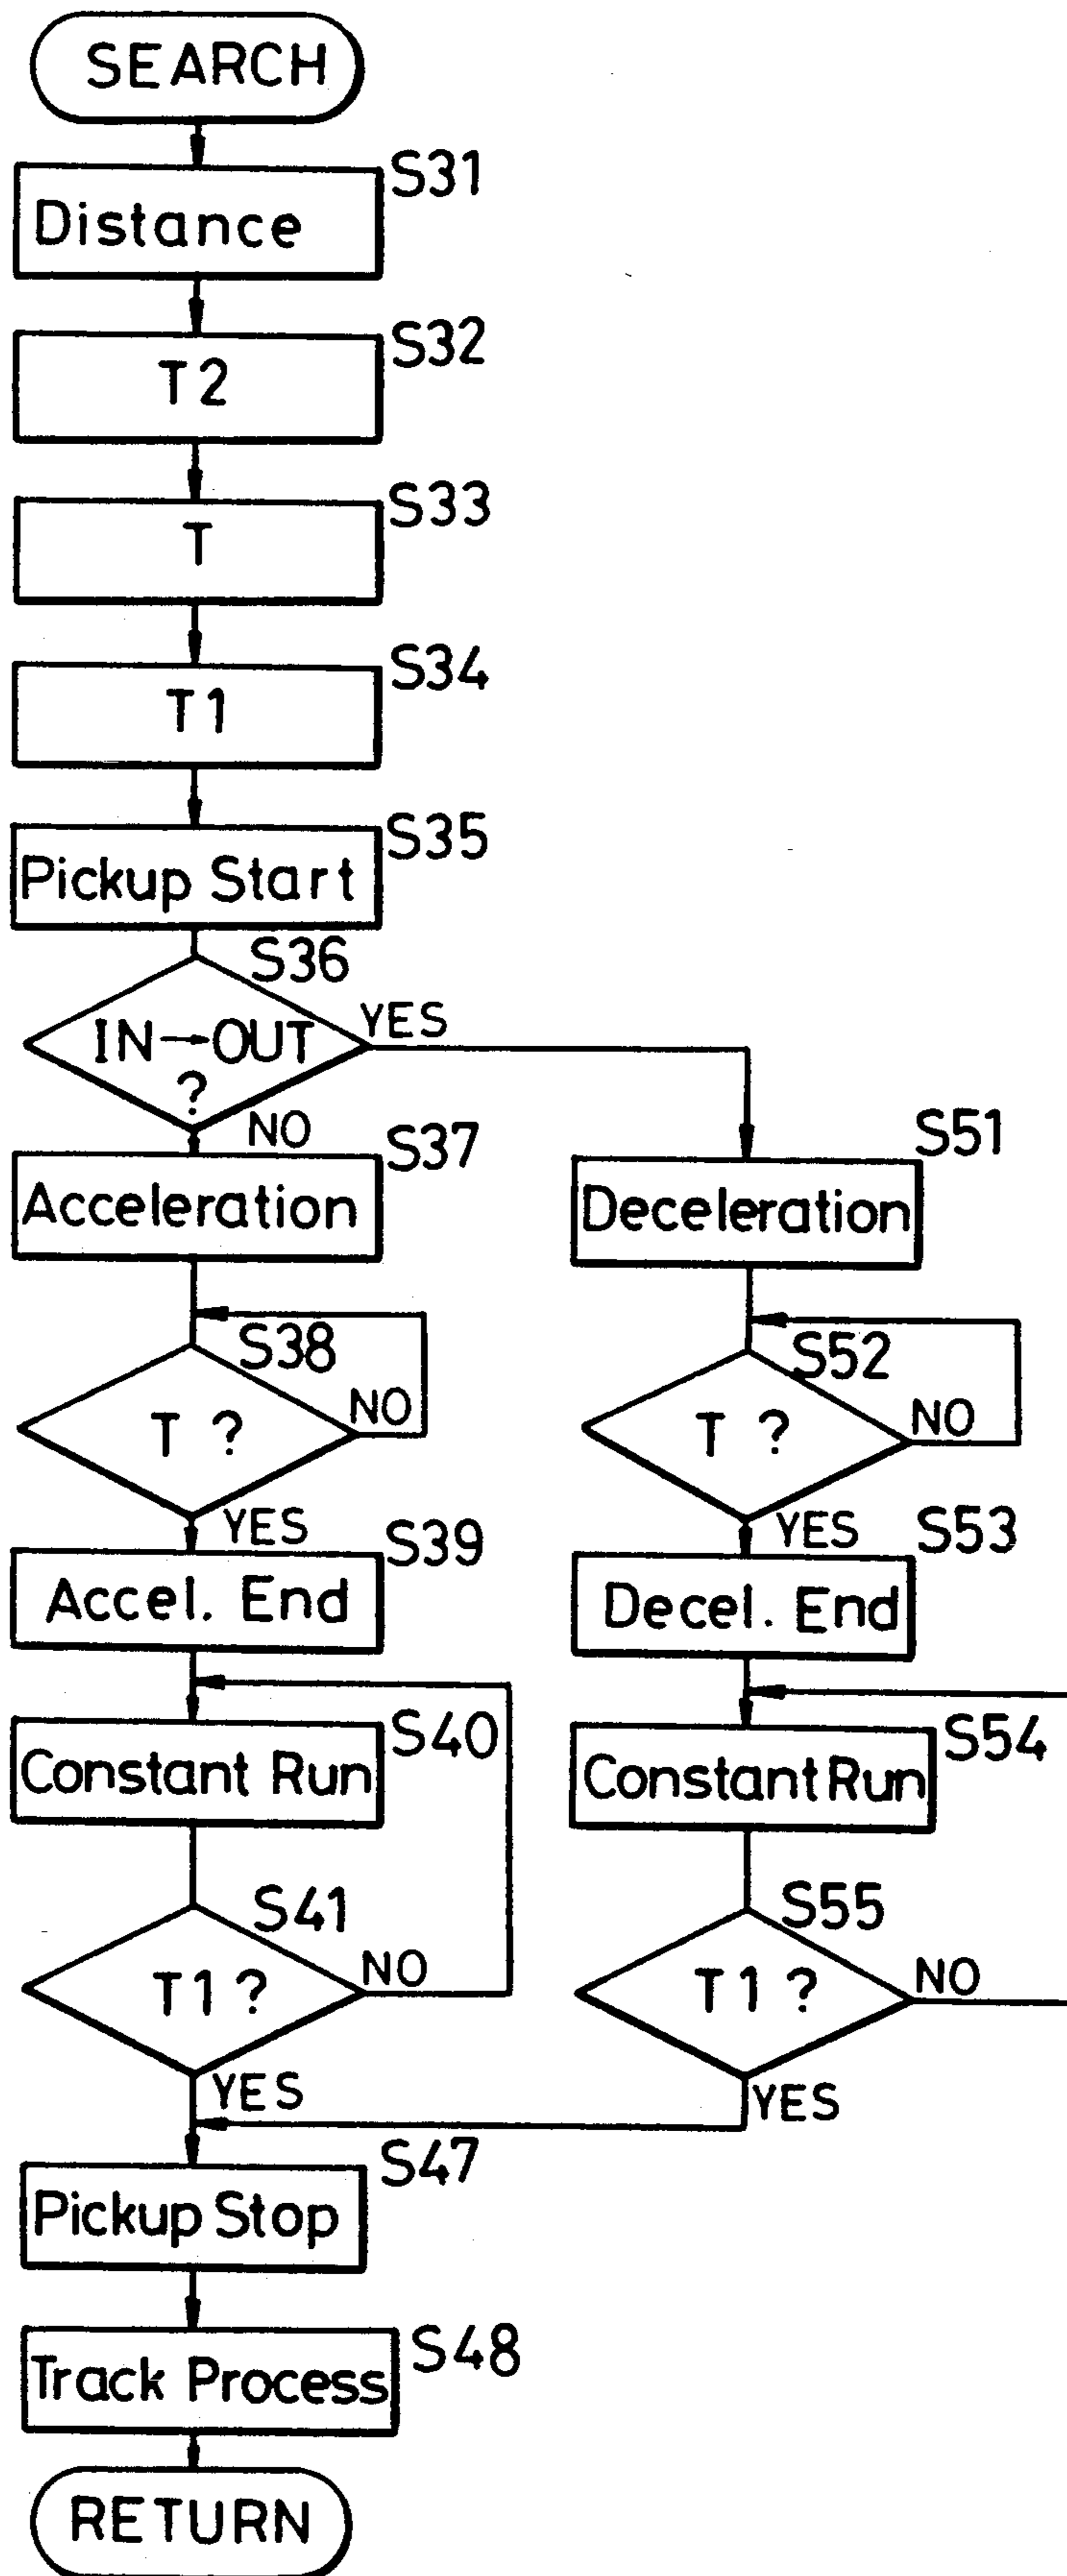 SEARCH
S31
Distance
S32
T2
S33
T
S34
T1
S35
Pickup Start
S36
IN→OUT
?
YES
NO
S37
Acceleration
S38
T ?
NO
YES
S39
Accel. End
S40
Constant Run
S41
T1 ?
NO
YES
S51
Deceleration
S52
T ?
NO
YES
S53
Decel. End
S54
Constant Run
S55
T1 ?
NO
YES
S47
Pickup Stop
S48
Track Process
RETURN